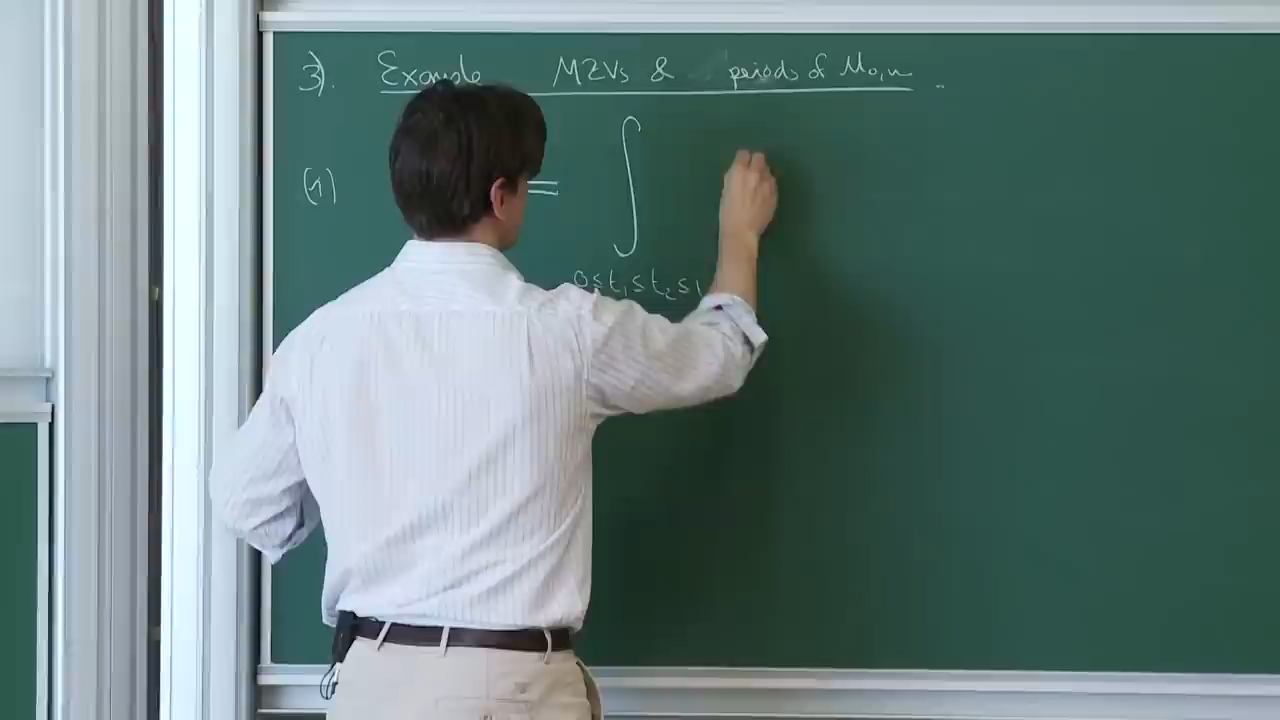 3). Example MZVs & periods of M₀,ₙ ..
(1) = ∫
0≤t₁≤t₂≤1